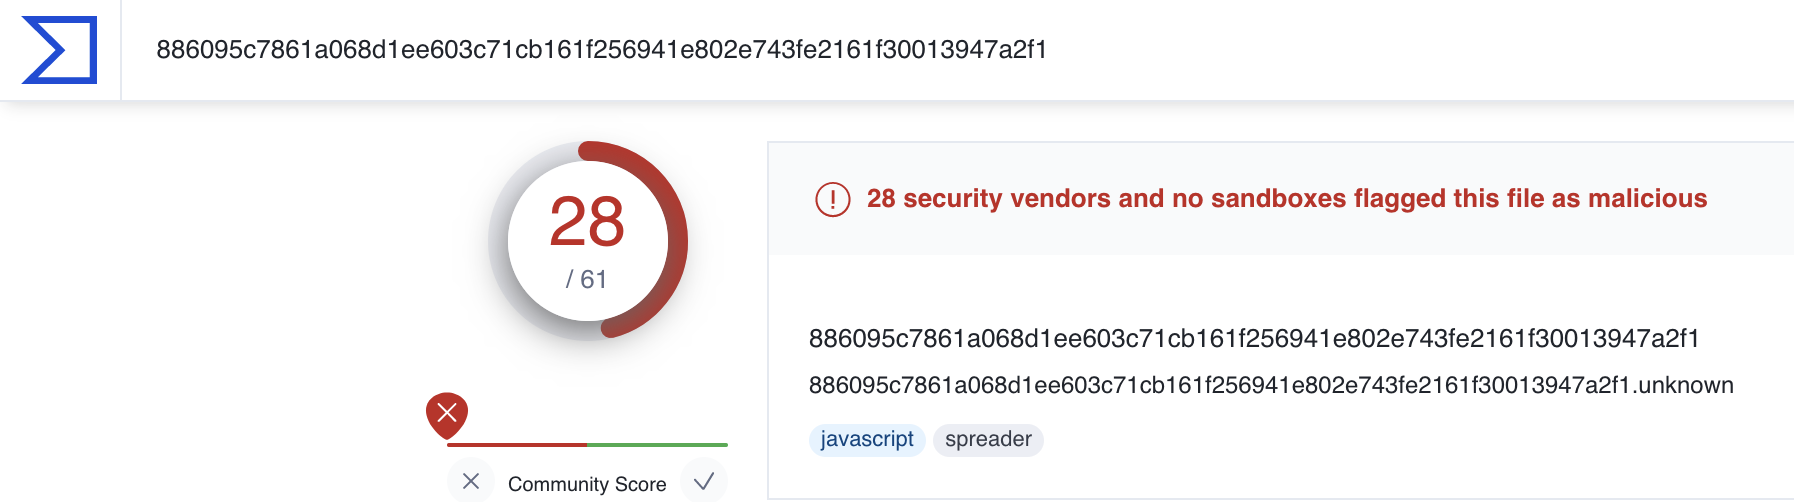 886095c7861a068d1ee603c71cb161f256941e802e743fe2161f30013947a2f1
28
/ 61
Community Score
28 security vendors and no sandboxes flagged this file as malicious
886095c7861a068d1ee603c71cb161f256941e802e743fe2161f30013947a2f1
886095c7861a068d1ee603c71cb161f256941e802e743fe2161f30013947a2f1.unknown
javascript spreader